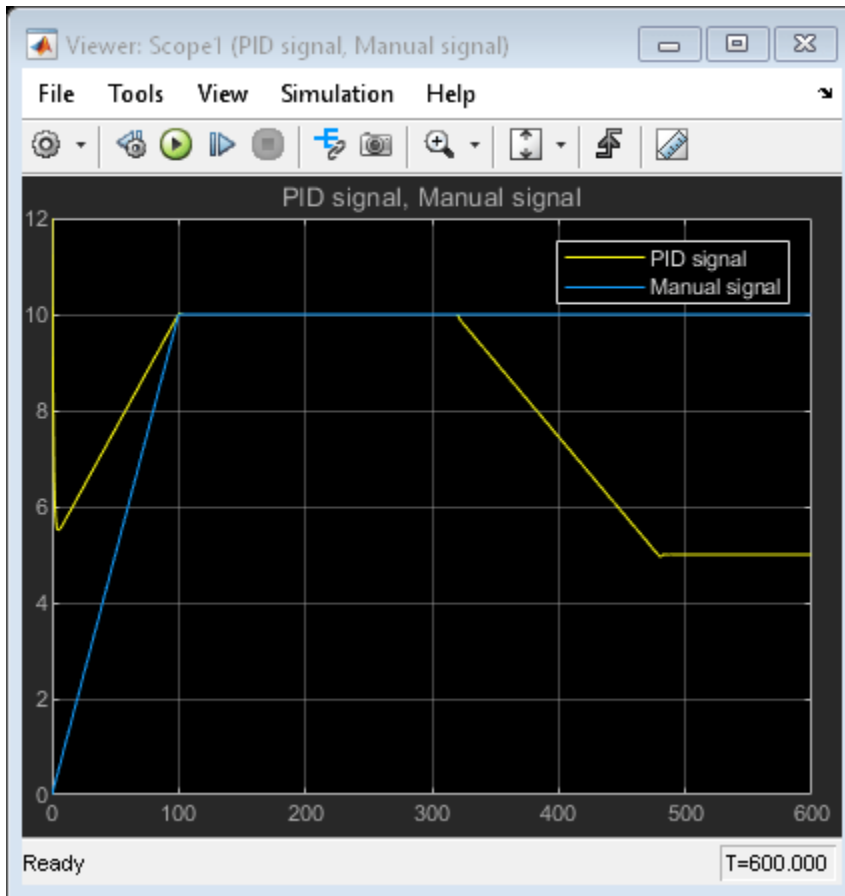 Viewer: Scope1 (PID signal, Manual signal)
File Tools View Simulation Help
PID signal, Manual signal
12
10
8
6
4
2
0
PID signal
Manual signal
0 100 200 300 400 500 600
Ready T=600.000